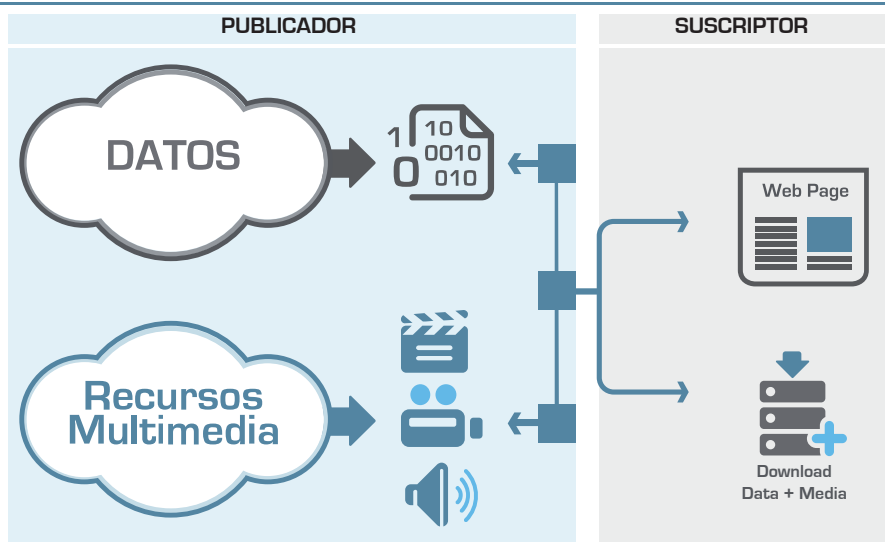 PUBLICADOR
SUSCRIPTOR
DATOS
1 10
0010
0 010
Web Page
Recursos
Multimedia
Download
Data + Media